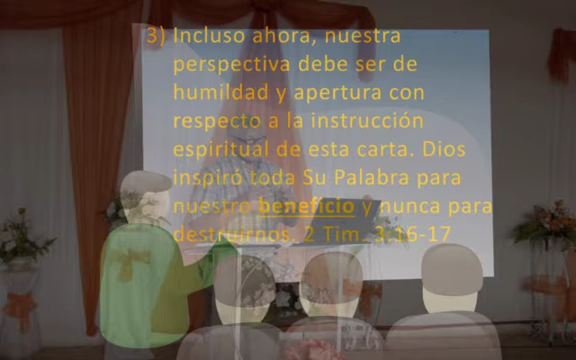 3) Incluso ahora, nuestra
perspectiva debe ser de
humildad y apertura con
respecto a la instrucción
espiritual de esta carta. Dios
inspiró toda Su Palabra para
nuestro beneficio y nunca para
destruirnos. 2 Tim. 3:16-17